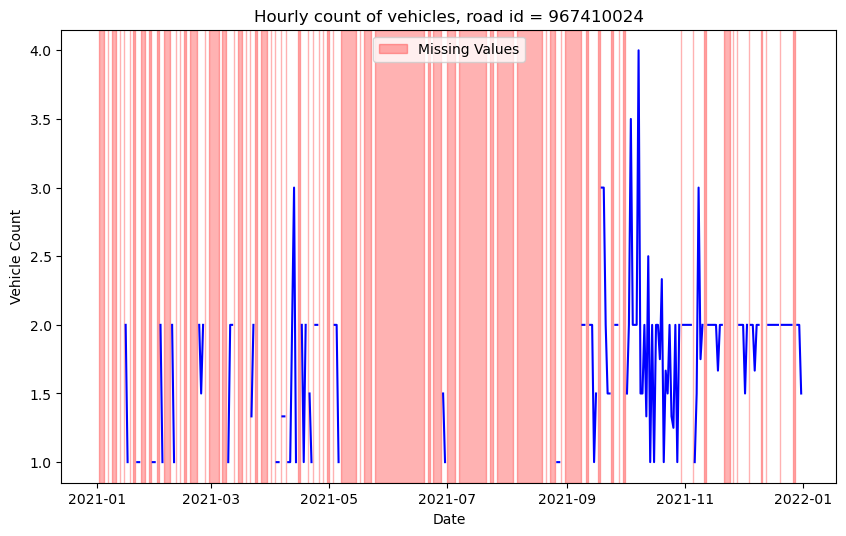 Hourly count of vehicles, road id = 967410024
Missing Values
4.0
3.5
3.0
2.5
2.0
1.5
1.0
Vehicle Count
2021-01 2021-03 2021-05 2021-07 2021-09 2021-11 2022-01
Date